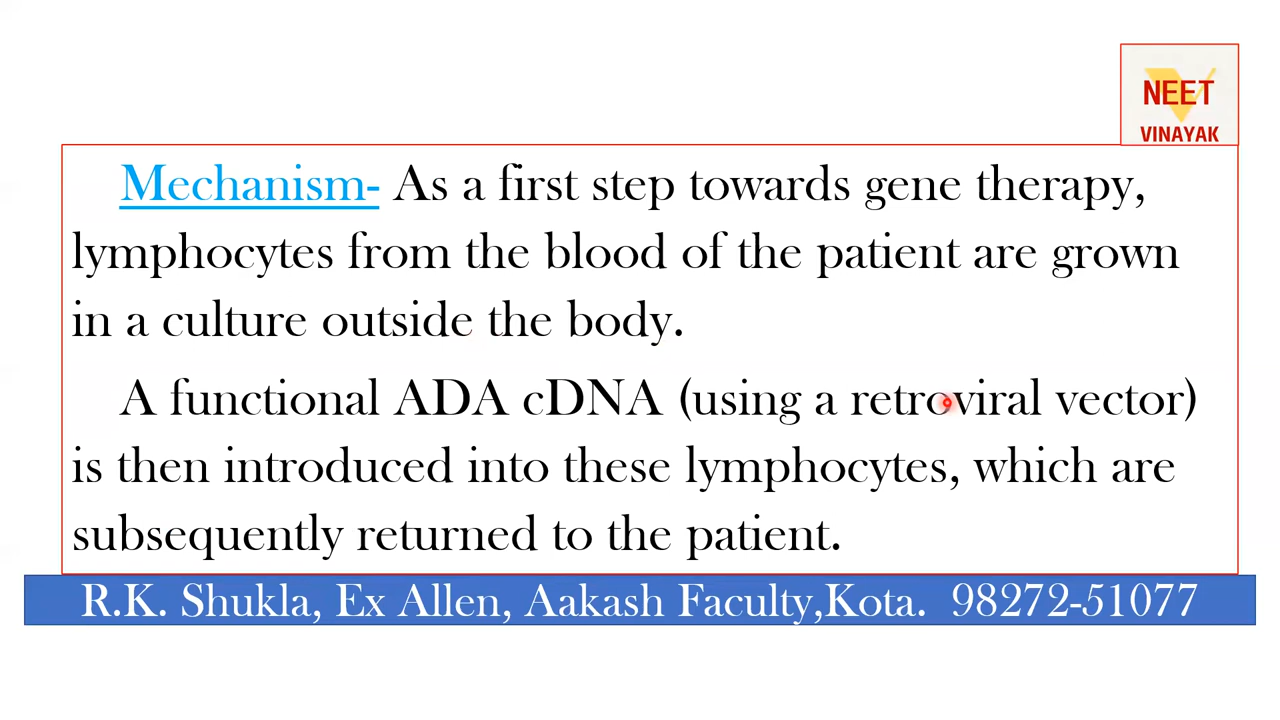 NEET
VINAYAK
Mechanism- As a first step towards gene therapy,
lymphocytes from the blood of the patient are grown
in a culture outside the body.
A functional ADA cDNA (using a retroviral vector)
is then introduced into these lymphocytes, which are
subsequently returned to the patient.
R.K. Shukla, Ex Allen, Aakash Faculty,Kota. 98272-51077